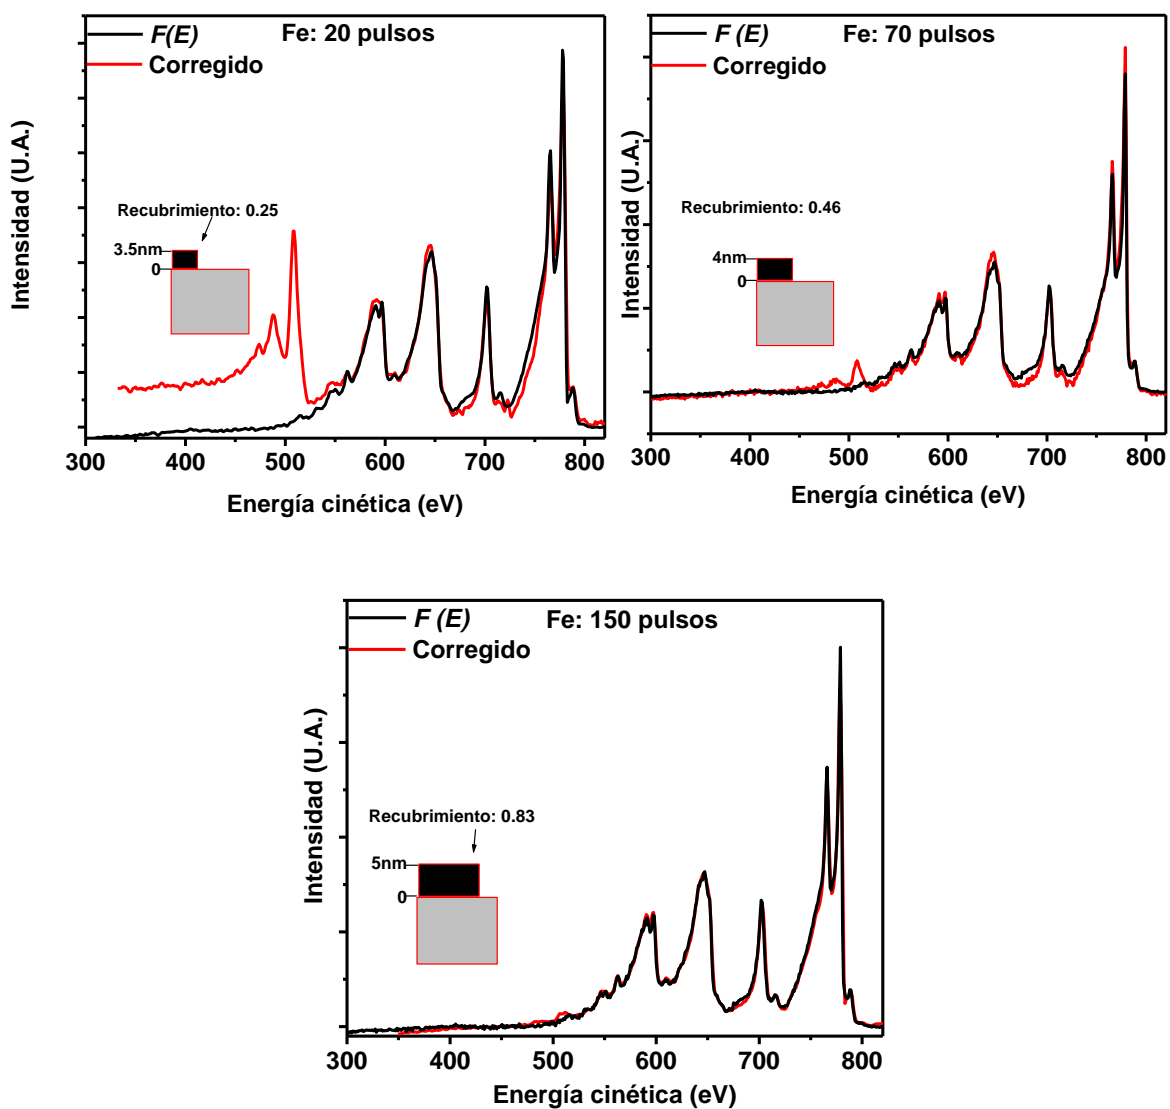 F(E)
Fe: 20 pulsos
Corregido
Intensidad (U.A.)
Recubrimiento: 0.25
3.5nm
0
300 400 500 600 700 800
Energía cinética (eV)
F (E)
Fe: 70 pulsos
Corregido
Intensidad (U.A.)
Recubrimiento: 0.46
4nm
0
300 400 500 600 700 800
Energía cinética (eV)
F (E)
Fe: 150 pulsos
Corregido
Intensidad (U.A.)
Recubrimiento: 0.83
5nm
0
300 400 500 600 700 800
Energía cinética (eV)